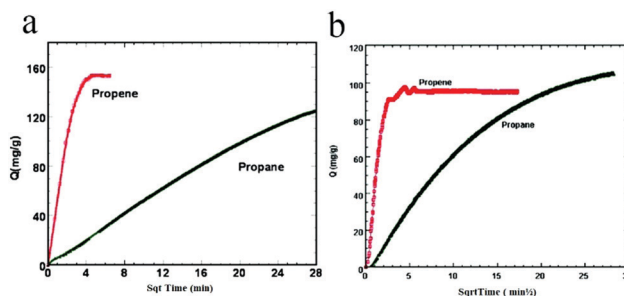 a
160
120
80
40
0
Q(mg/g)
Propene
Propane
0 4 8 12 16 20 24 28
Sqt Time (min)
b
120
100
80
60
40
20
0
Q (mg/g)
Propene
Propane
0 5 10 15 20 25
SqrtTime ( min½)